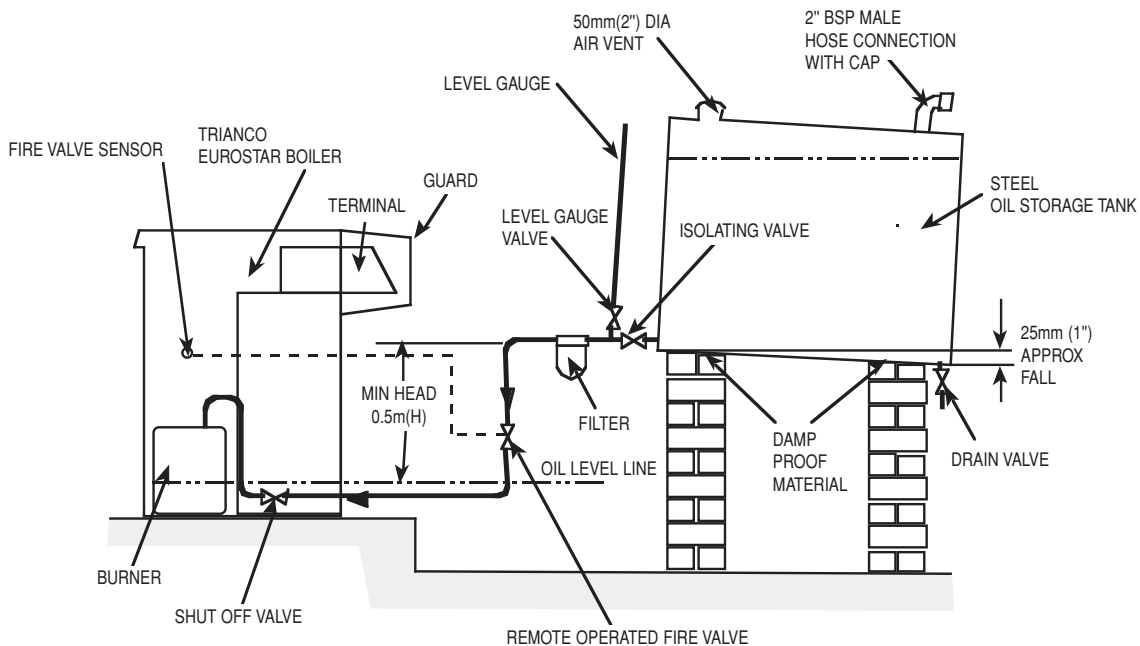 50mm(2") DIA
AIR VENT
2" BSP MALE
HOSE CONNECTION
WITH CAP
LEVEL GAUGE
TRIANCO
EUROSTAR BOILER
FIRE VALVE SENSOR
GUARD
TERMINAL
LEVEL GAUGE
VALVE
ISOLATING VALVE
STEEL
OIL STORAGE TANK
25mm (1")
APPROX
FALL
MIN HEAD
0.5m(H)
FILTER
DAMP
PROOF
MATERIAL
DRAIN VALVE
OIL LEVEL LINE
BURNER
SHUT OFF VALVE
REMOTE OPERATED FIRE VALVE